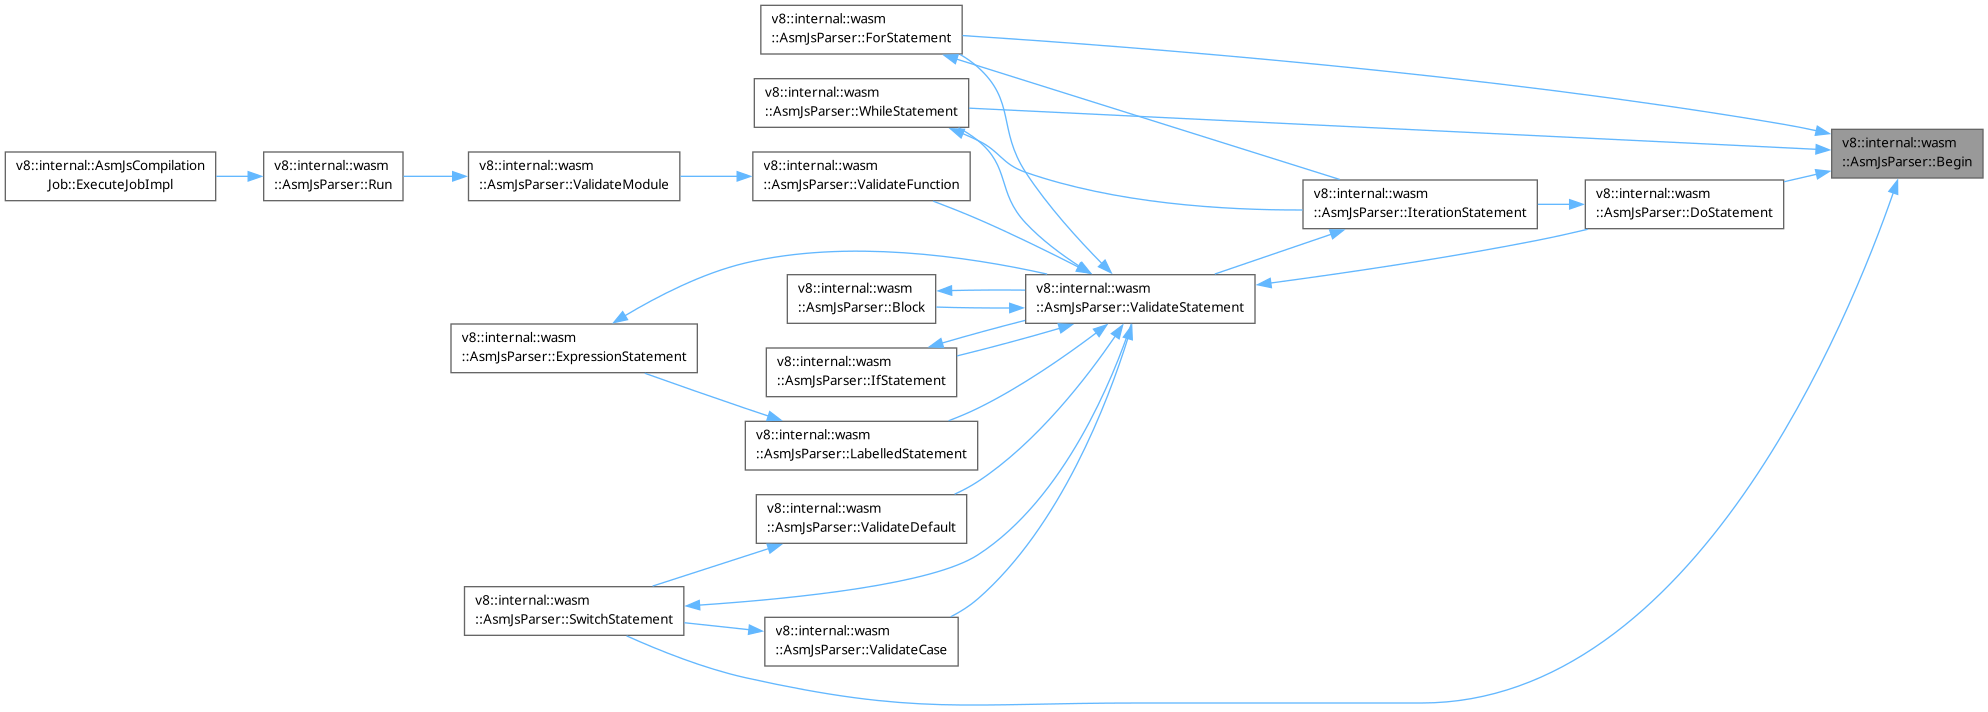 v8::internal::wasm
::AsmJsParser::ForStatement
v8::internal::wasm
::AsmJsParser::WhileStatement
v8::internal::wasm
::AsmJsParser::Begin
v8::internal::AsmJsCompilation
Job::ExecuteJobImpl
v8::internal::wasm
::AsmJsParser::Run
v8::internal::wasm
::AsmJsParser::ValidateModule
v8::internal::wasm
::AsmJsParser::ValidateFunction
v8::internal::wasm
::AsmJsParser::IterationStatement
v8::internal::wasm
::AsmJsParser::DoStatement
v8::internal::wasm
::AsmJsParser::Block
v8::internal::wasm
::AsmJsParser::ValidateStatement
v8::internal::wasm
::AsmJsParser::ExpressionStatement
v8::internal::wasm
::AsmJsParser::IfStatement
v8::internal::wasm
::AsmJsParser::LabelledStatement
v8::internal::wasm
::AsmJsParser::ValidateDefault
v8::internal::wasm
::AsmJsParser::SwitchStatement
v8::internal::wasm
::AsmJsParser::ValidateCase